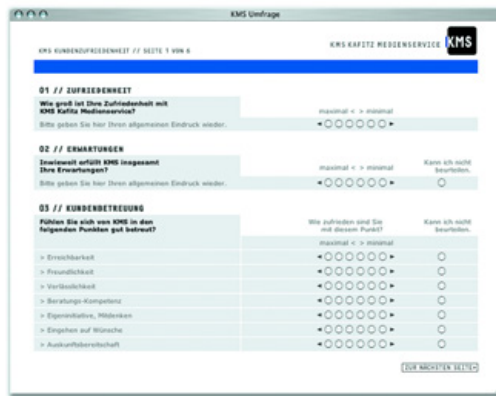 KMS Umfrage
KMS KUNDENZUFRIEDENHEIT // SEITE 1 VON 6
KMS KAFITZ MEDIENSERVICE KMS
01 // ZUFRIEDENHEIT
Wie groß ist Ihre Zufriedenheit mit
KMS Kafitz Medienservice?
maximal < > minimal
Bitte geben Sie hier Ihren allgemeinen Eindruck wieder.
02 // ERWARTUNGEN
Inwieweit erfüllt KMS insgesamt
Ihre Erwartungen?
maximal < > minimal
Kann ich nicht
beurteilen.
Bitte geben Sie hier Ihren allgemeinen Eindruck wieder.
03 // KUNDENBETREUUNG
Fühlen Sie sich von KMS in den
folgenden Punkten gut betreut?
Wie zufrieden sind Sie
mit diesem Punkt?
Kann ich nicht
beurteilen.
maximal < > minimal
> Erreichbarkeit
> Freundlichkeit
> Verlässlichkeit
> Beratungs-Kompetenz
> Eigeninitiative, Mitdenken
> Eingehen auf Wünsche
> Auskunftsbereitschaft
ZUR NÄCHSTEN SEITE>